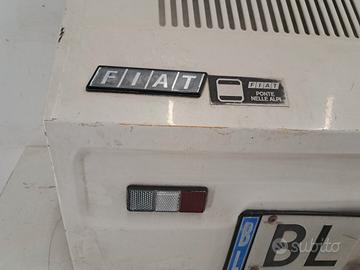 FIAT
FIAT
PONTE
NELLE ALPI
BL
subito